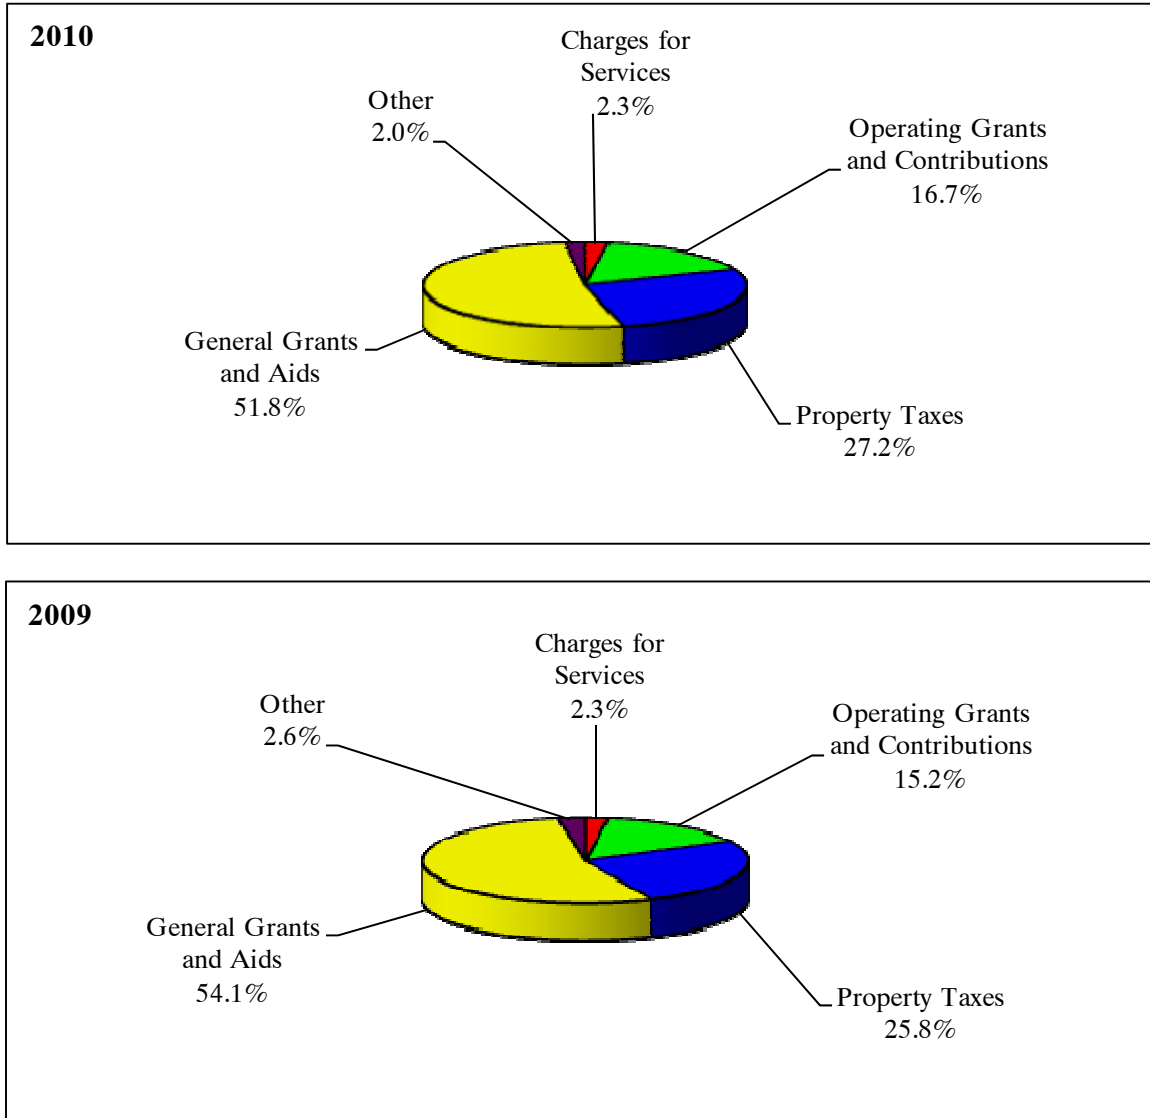 2010
Charges for
Services
2.3%
Other
2.0%
Operating Grants
and Contributions
16.7%
General Grants
and Aids
51.8%
Property Taxes
27.2%
2009
Charges for
Services
2.3%
Other
2.6%
Operating Grants
and Contributions
15.2%
General Grants
and Aids
54.1%
Property Taxes
25.8%